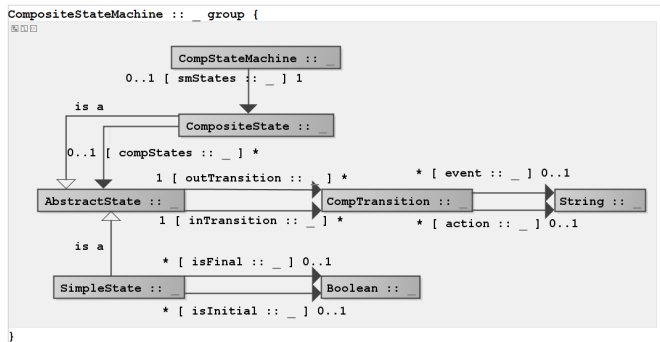 CompositeStateMachine :: _ group {
CompStateMachine :: _
0..1 [ smStates :: _ ] 1
is a
CompositeState :: _
0..1 [ compStates :: _ ] *
1 [ outTransition :: _ ] *
* [ event :: _ ] 0..1
AbstractState :: _
CompTransition :: _
String :: _
1 [ inTransition :: _ ] *
* [ action :: _ ] 0..1
is a
* [ isFinal :: _ ] 0..1
SimpleState :: _
Boolean :: _
* [ isInitial :: _ ] 0..1
}